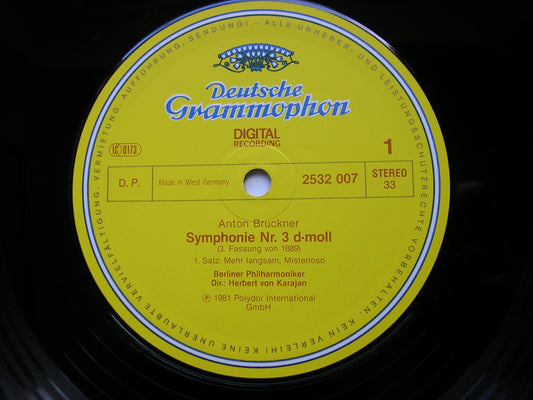 ALLE URHEBER- UND LEISTUNGSSCHUTZRECHTE VORBEHALTEN. KEIN VERLEIH! KEINE UNERLAUBTE VERVIELFÄLTIGUNG, VERMIETUNG, AUFFÜHRUNG, SENDUNG!
Deutsche
Grammophon
DIGITAL
RECORDING
LC 0173
1
D. P.
Made in West Germany
2532 007
STEREO
33
Anton Bruckner
Symphonie Nr. 3 d-moll
(3. Fassung von 1889)
1. Satz: Mehr langsam, Misterioso
Berliner Philharmoniker
Dir.: Herbert von Karajan
℗ 1981 Polydor International
GmbH